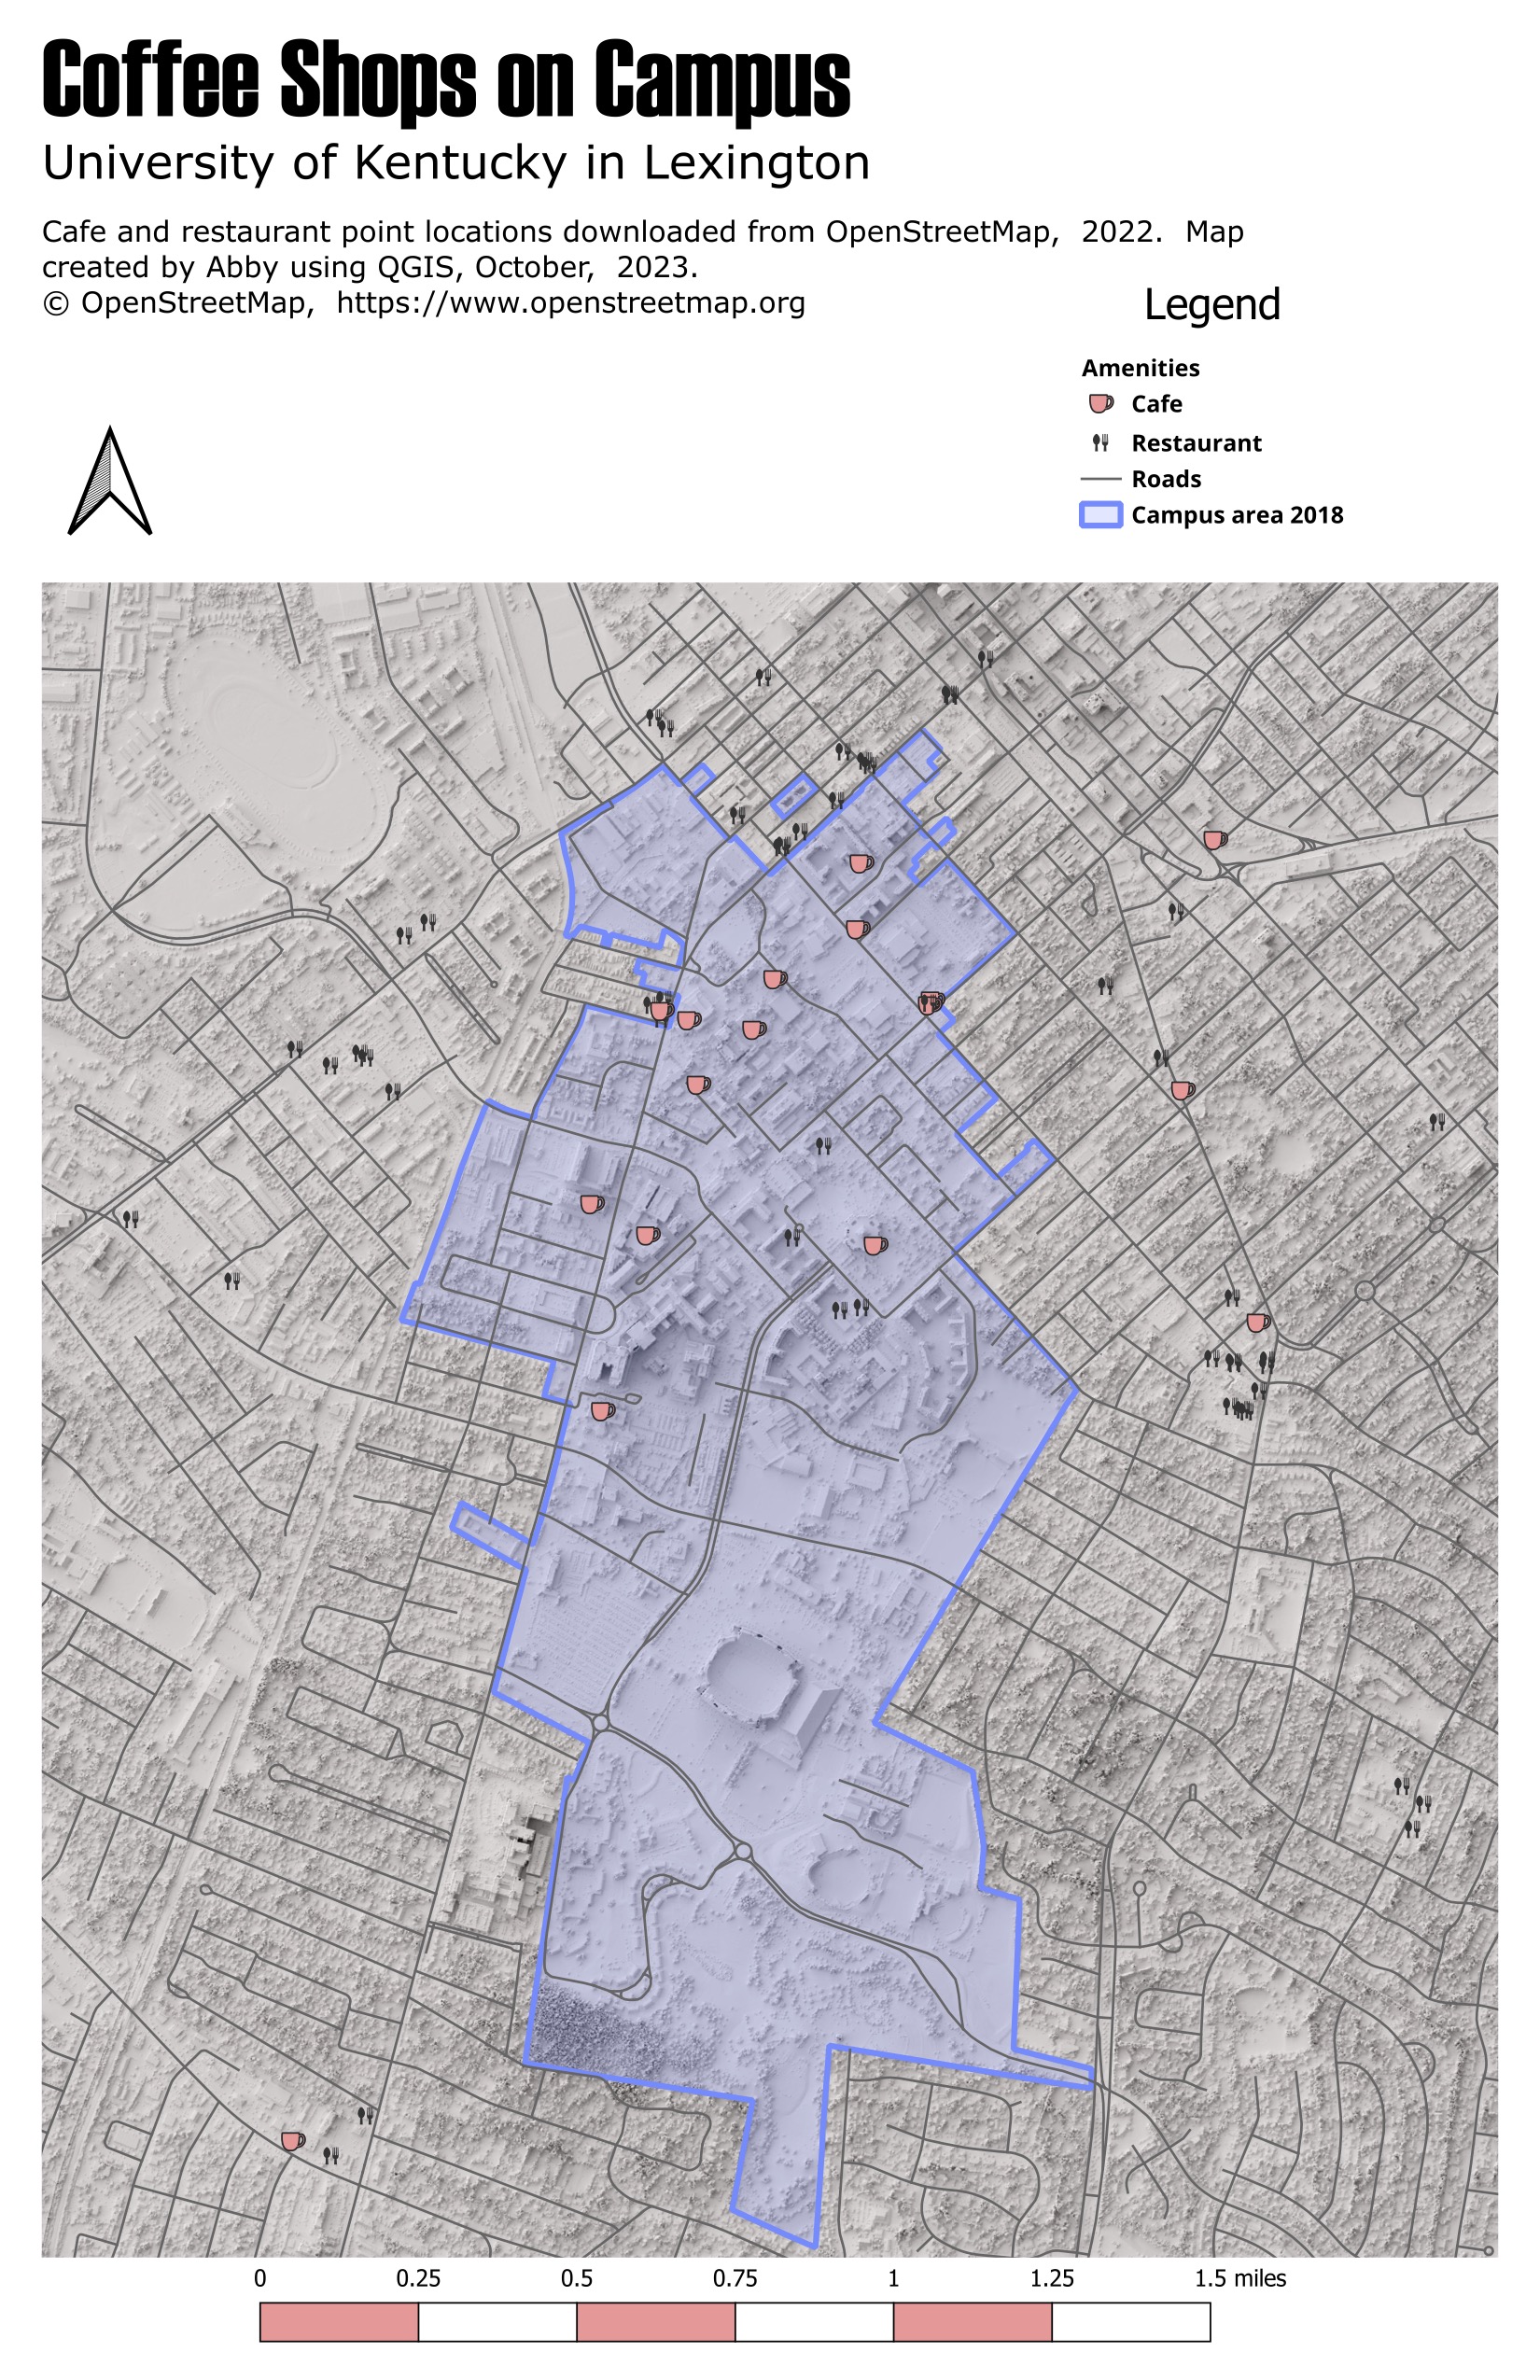 Coffee Shops on Campus
University of Kentucky in Lexington
Cafe and restaurant point locations downloaded from OpenStreetMap,  2022.  Map
created by Abby using QGIS, October,  2023.
© OpenStreetMap,  https://www.openstreetmap.org
Legend
Amenities
Cafe
Restaurant
Roads
Campus area 2018
0 0.25 0.5 0.75 1 1.25 1.5 miles